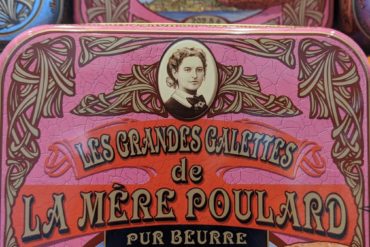 LES GRANDES GALETTES
de
LA MÈRE POULARD
PUR BEURRE